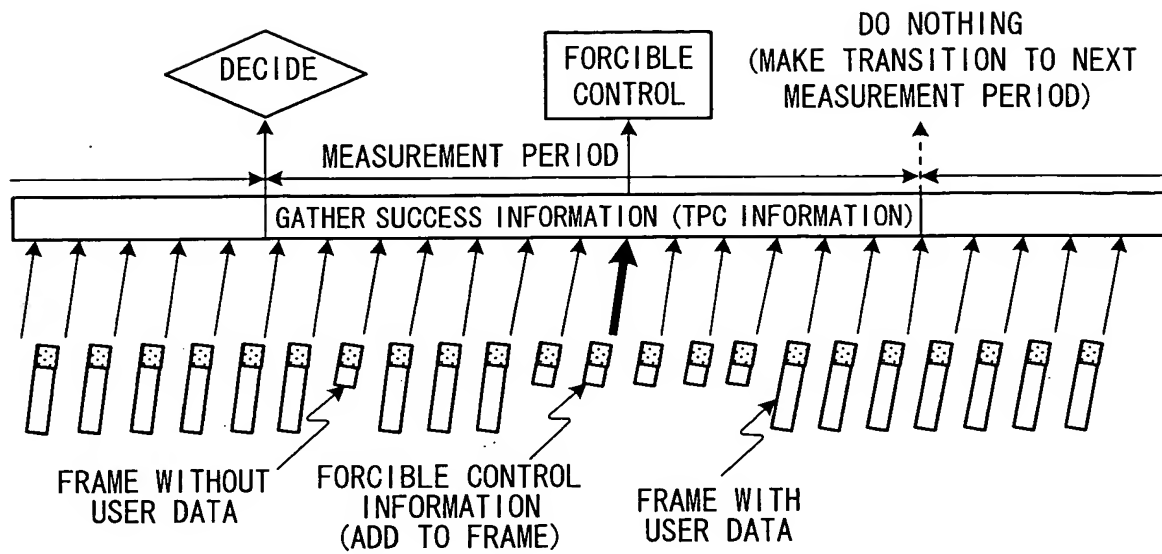 DECIDE
FORCIBLE
CONTROL
DO NOTHING
(MAKE TRANSITION TO NEXT
MEASUREMENT PERIOD)
MEASUREMENT PERIOD
GATHER SUCCESS INFORMATION (TPC INFORMATION)
FRAME WITHOUT
USER DATA
FORCIBLE CONTROL
INFORMATION
(ADD TO FRAME)
FRAME WITH
USER DATA